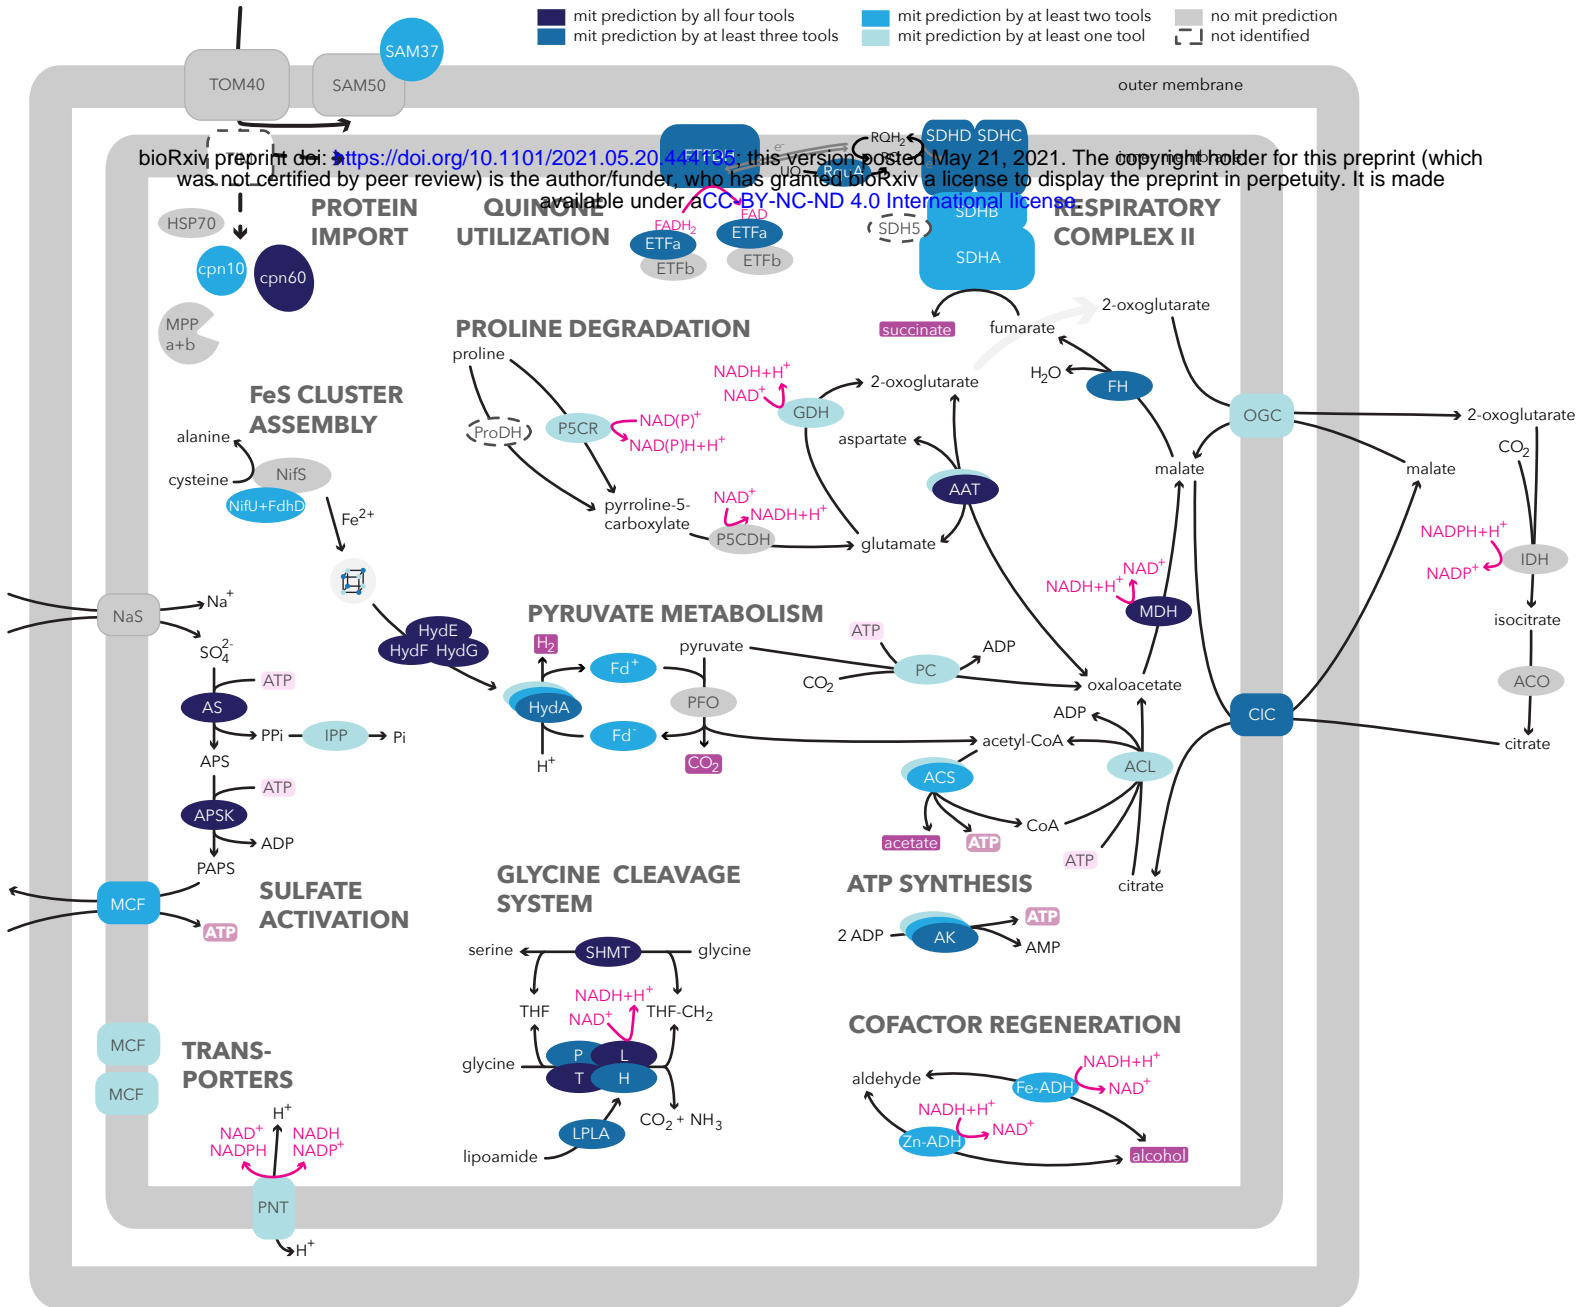 mit prediction by all four tools
mit prediction by at least three tools
mit prediction by at least two tools
mit prediction by at least one tool
no mit prediction
not identified
SAM37
TOM40
SAM50
outer membrane
SDHD SDHC
RQH2
e-
UQ
RquA
inner membrane
bioRxiv preprint doi: https://doi.org/10.1101/2021.05.20.444135; this version posted May 21, 2021. The copyright holder for this preprint (which
was not certified by peer review) is the author/funder, who has granted bioRxiv a license to display the preprint in perpetuity. It is made
available under aCC-BY-NC-ND 4.0 International license.
HSP70
PROTEIN
IMPORT
QUINONE
UTILIZATION
FADH2
FAD
ETFa
ETFb
ETFa
ETFb
SDH5
SDHB
SDHA
RESPIRATORY
COMPLEX II
cpn10
cpn60
MPP
a+b
PROLINE DEGRADATION
succinate
fumarate
2-oxoglutarate
proline
NADH+H+
NAD+
2-oxoglutarate
H2O
FH
FeS CLUSTER
ASSEMBLY
ProDH
P5CR
NAD(P)+
NAD(P)H+H+
GDH
aspartate
OGC
2-oxoglutarate
alanine
cysteine
NifS
NifU+FdhD
Fe2+
pyrroline-5-
carboxylate
NAD+
NADH+H+
P5CDH
AAT
glutamate
malate
malate
CO2
NADPH+H+
NADP+
IDH
isocitrate
ACO
citrate
NaS
Na+
SO4 2-
ATP
AS
PPi
IPP
Pi
APS
ATP
APSK
ADP
PAPS
MCF
ATP
SULFATE
ACTIVATION
HydE
HydF HydG
PYRUVATE METABOLISM
H2
Fd+
pyruvate
HydA
PFO
Fd-
H+
CO2
ATP
CO2
PC
ADP
NADH+H+
NAD+
MDH
oxaloacetate
ADP
acetyl-CoA
ACS
ACL
CIC
acetate
ATP
CoA
ATP
citrate
GLYCINE CLEAVAGE
SYSTEM
serine
SHMT
glycine
THF
NADH+H+
NAD+
THF-CH2
glycine
P
L
T
H
CO2 + NH3
LPLA
lipoamide
ATP SYNTHESIS
2 ADP
AK
ATP
AMP
COFACTOR REGENERATION
aldehyde
Fe-ADH
NADH+H+
NAD+
NADH+H+
Zn-ADH
NAD+
alcohol
MCF
MCF
TRANS-
PORTERS
H+
NAD+
NADPH
NADH
NADP+
PNT
H+